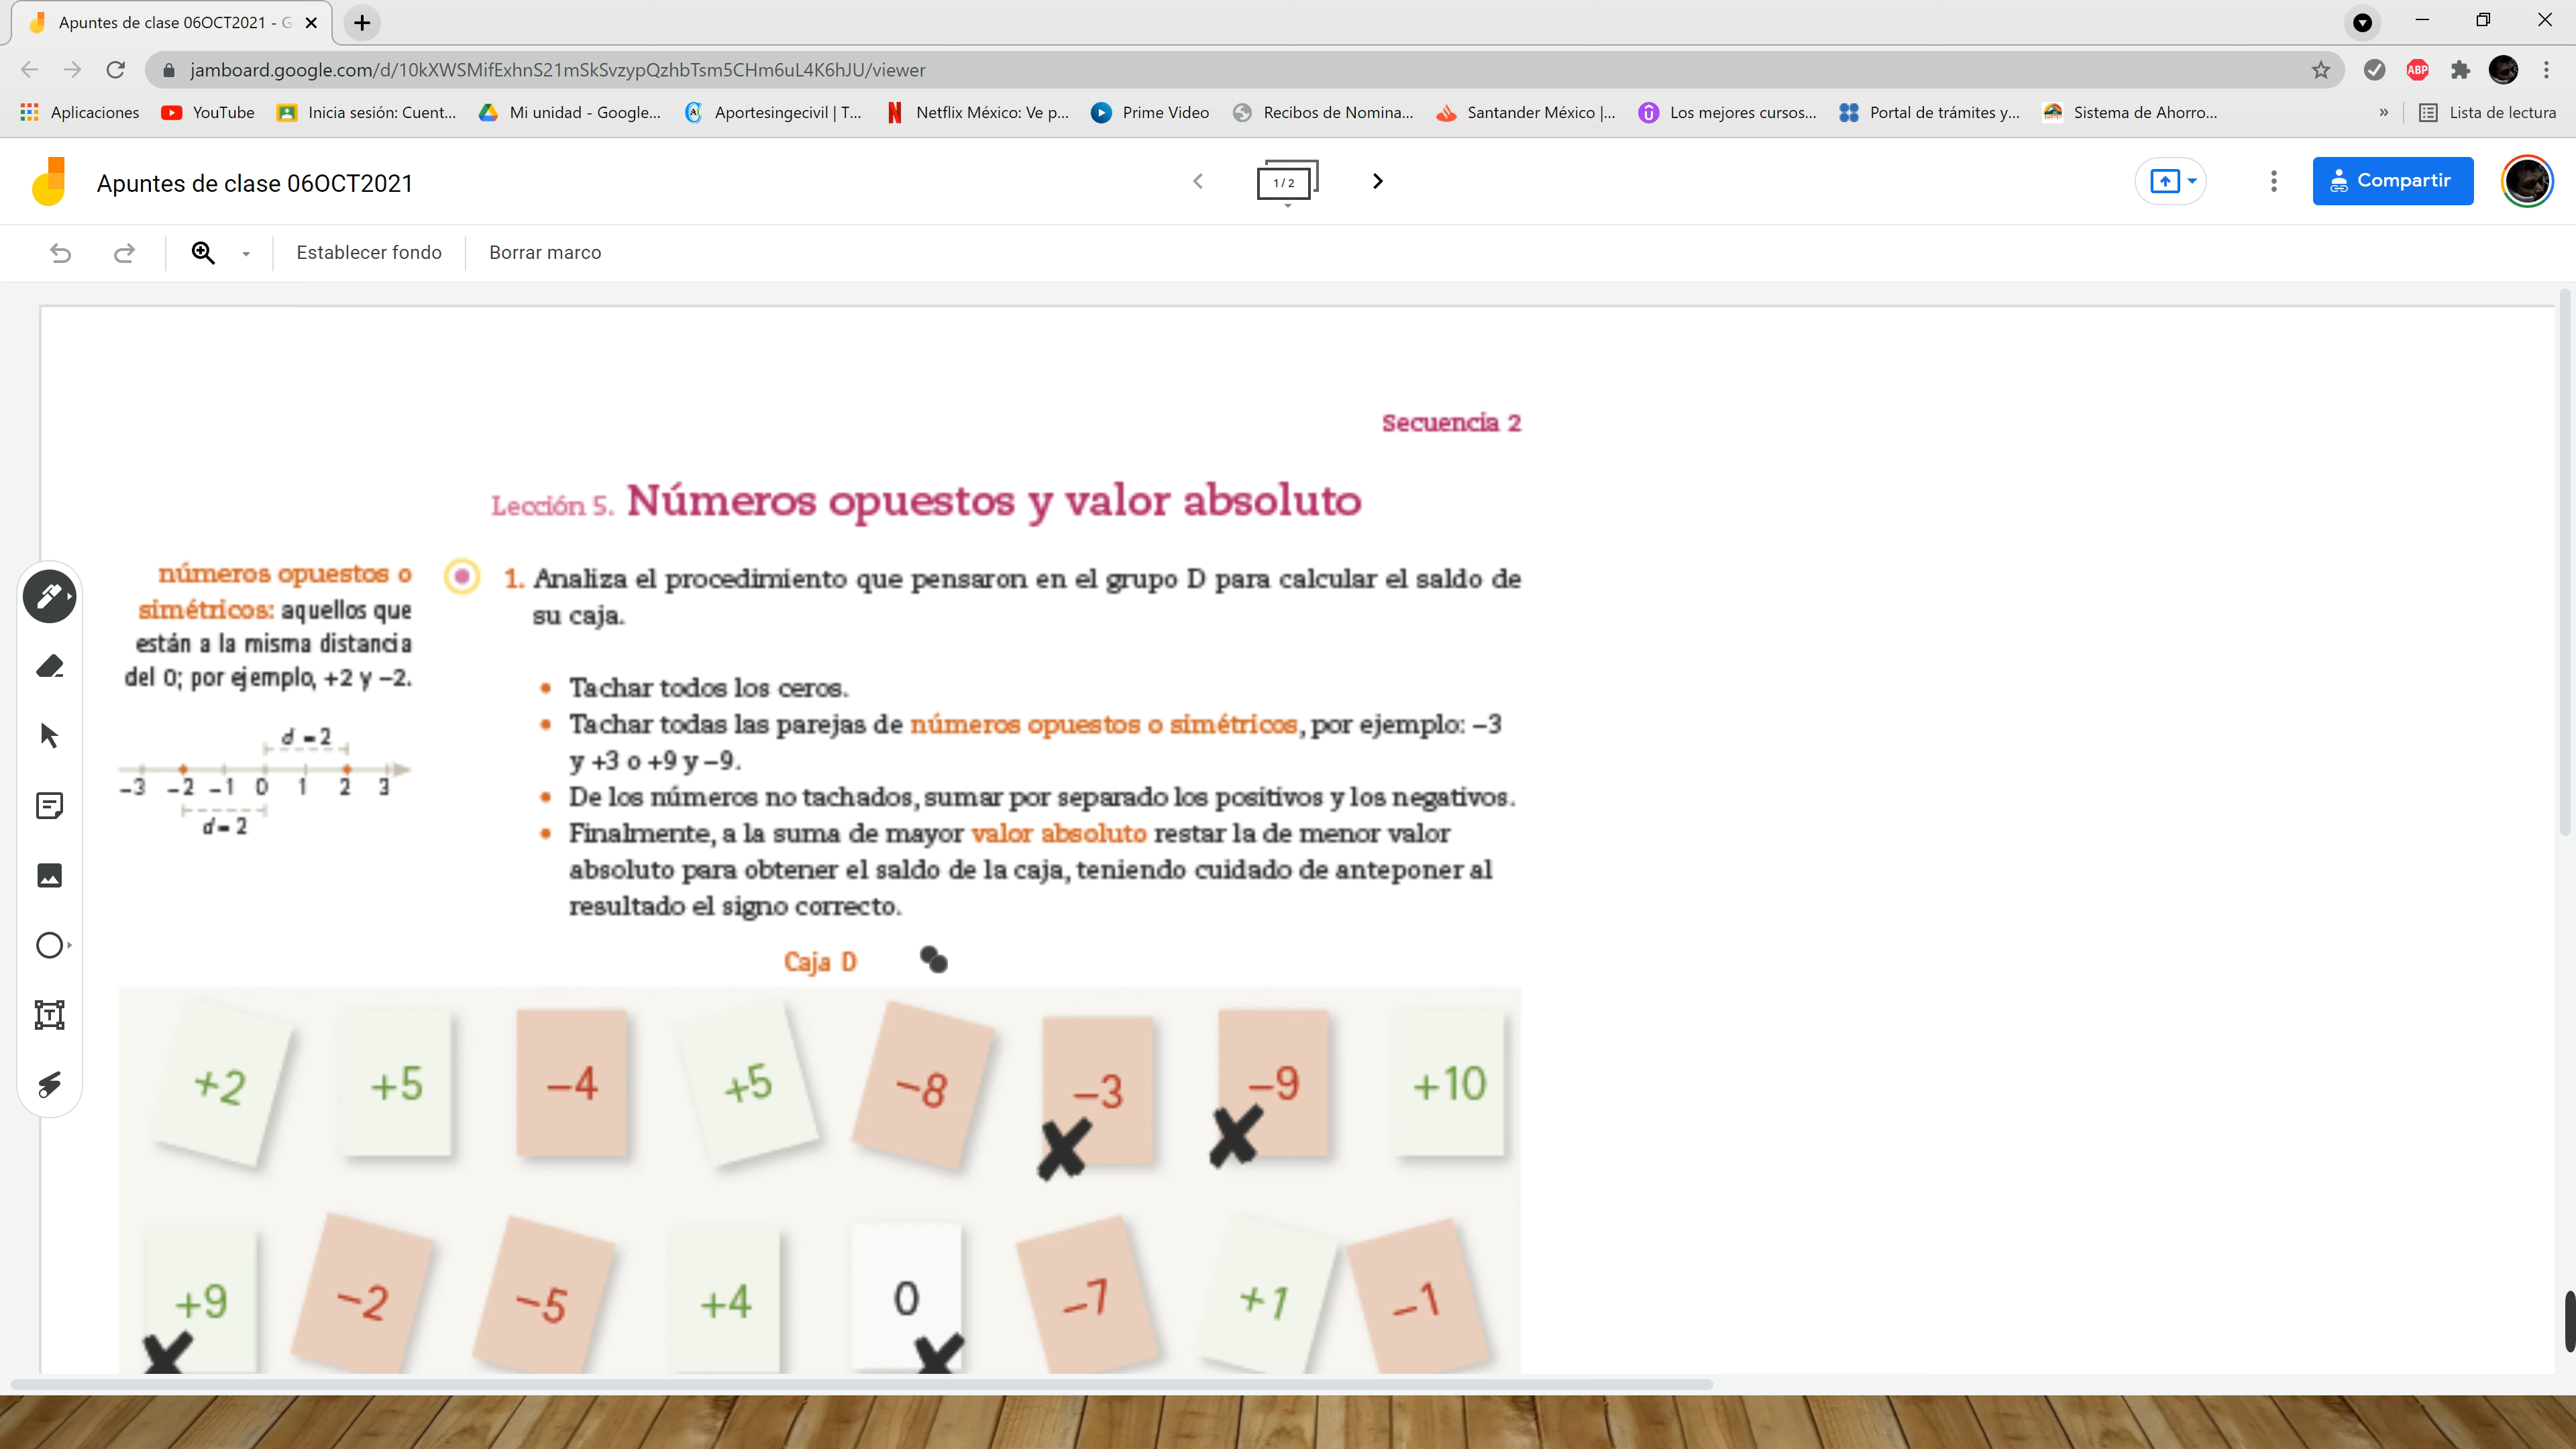 Apuntes de clase 06OCT2021 - G
jamboard.google.com/d/10kXWSMifExhnS21mSkSvzypQzhbTsm5CHm6uL4K6hJU/viewer
ABP
Aplicaciones YouTube Inicia sesión: Cuent... Mi unidad - Google... Aportesingecivil | T... Netflix México: Ve p... Prime Video Recibos de Nomina... Santander México |... Los mejores cursos... Portal de trámites y... Sistema de Ahorro... » Lista de lectura
Apuntes de clase 06OCT2021
1 / 2
Compartir
Establecer fondo Borrar marco
Secuencia 2
Lección 5. Números opuestos y valor absoluto
números opuestos o
simétricos: aquellos que
están a la misma distancia
del 0; por ejemplo, +2 y −2.
d = 2
−3 −2 −1 0 1 2 3
d = 2
1. Analiza el procedimiento que pensaron en el grupo D para calcular el saldo de
su caja.
• Tachar todos los ceros.
• Tachar todas las parejas de números opuestos o simétricos, por ejemplo: −3
y +3 o +9 y −9.
• De los números no tachados, sumar por separado los positivos y los negativos.
• Finalmente, a la suma de mayor valor absoluto restar la de menor valor
absoluto para obtener el saldo de la caja, teniendo cuidado de anteponer al
resultado el signo correcto.
Caja D
+2 +5 −4 +5 −8 −3 −9 +10
+9 −2 −5 +4 0 −7 +1 −1